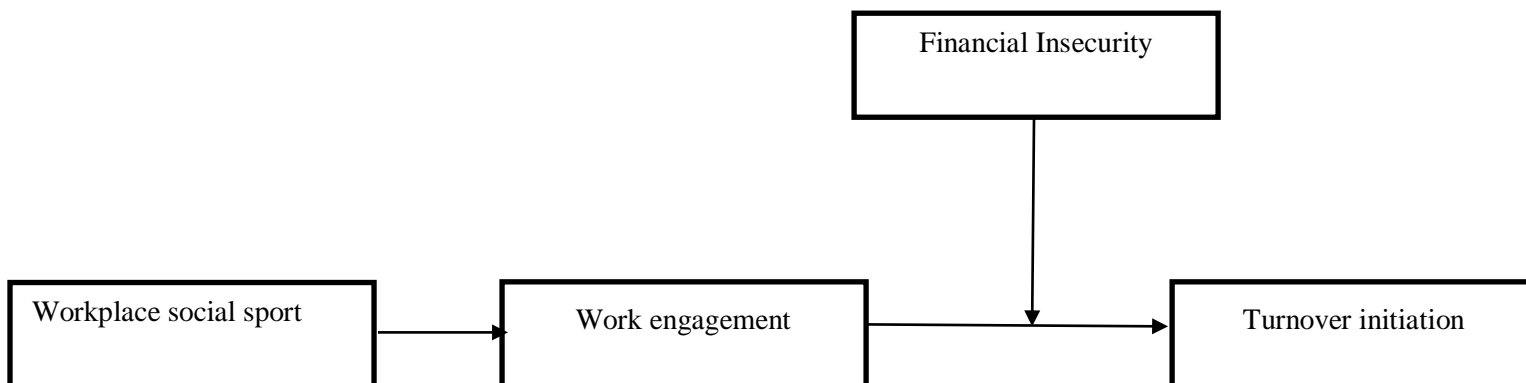 Financial Insecurity
Workplace social sport
Work engagement
Turnover initiation